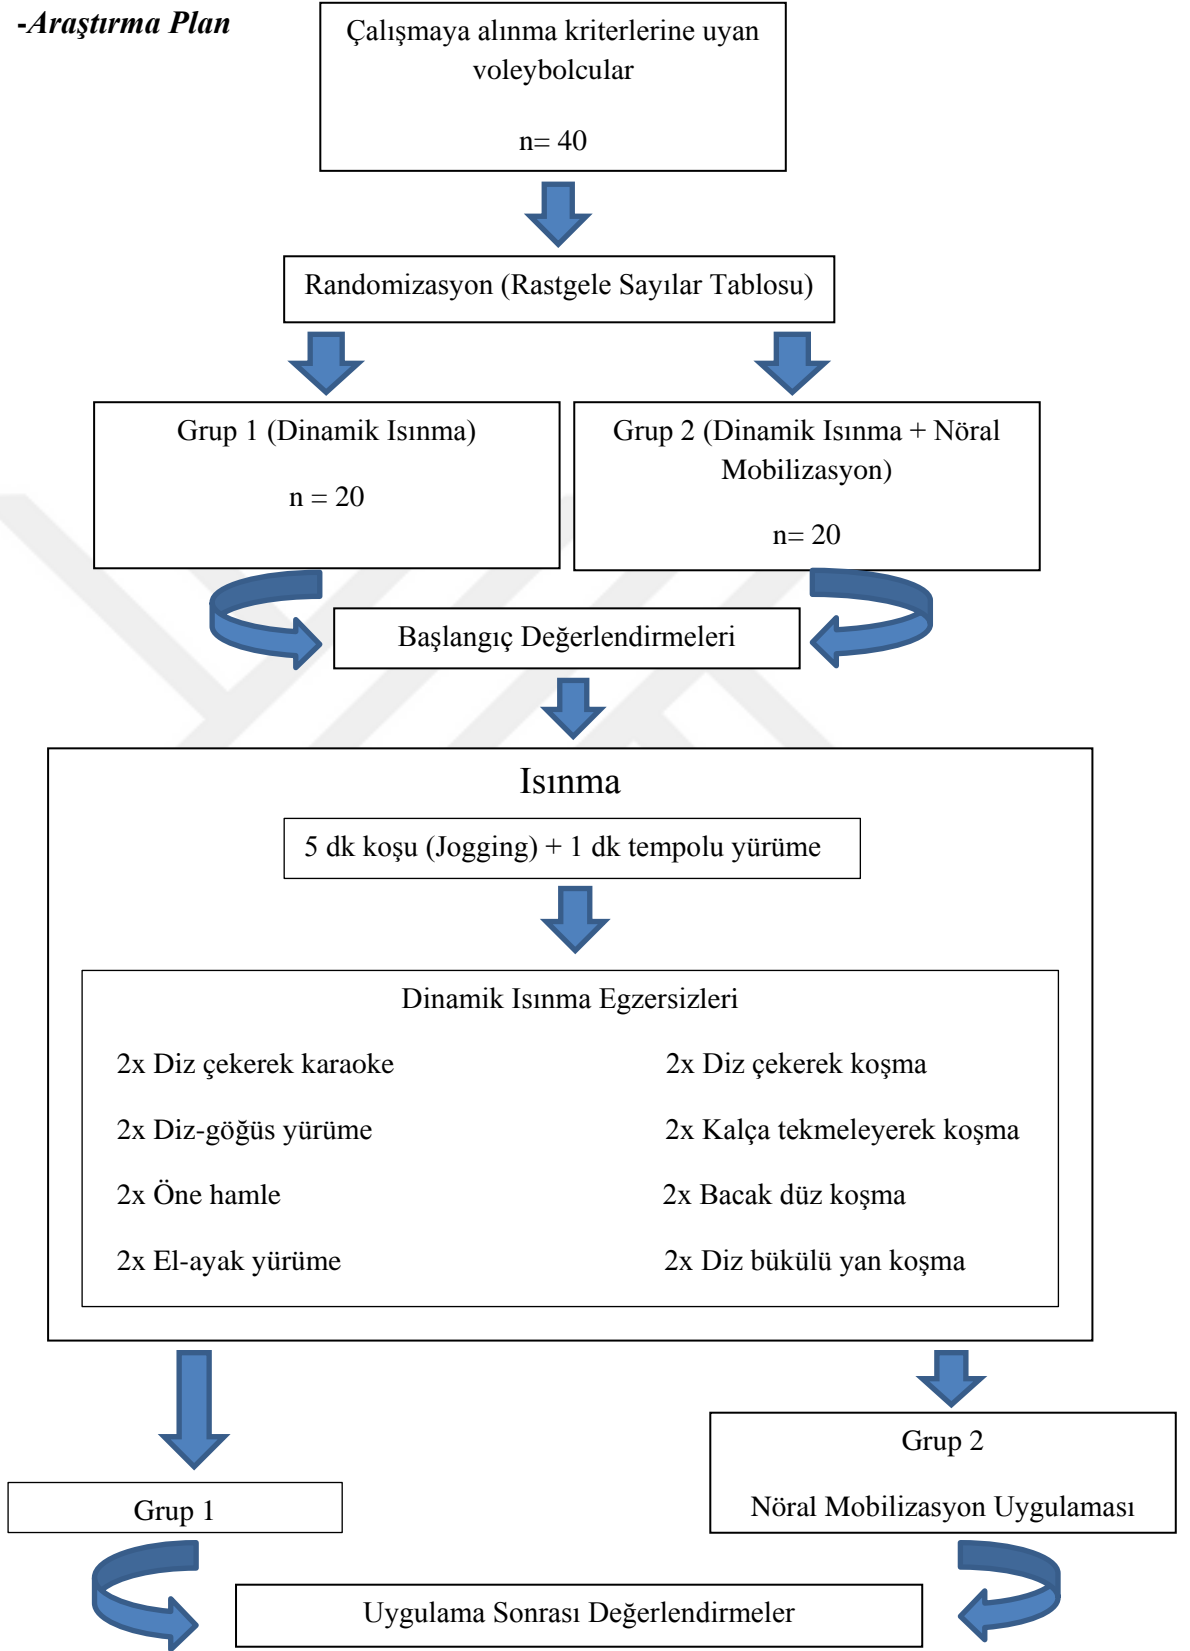 -Araştırma Plan
Çalışmaya alınma kriterlerine uyan
voleybolcular
n= 40
Randomizasyon (Rastgele Sayılar Tablosu)
Grup 1 (Dinamik Isınma)
n = 20
Grup 2 (Dinamik Isınma + Nöral
Mobilizasyon)
n= 20
Başlangıç Değerlendirmeleri
Isınma
5 dk koşu (Jogging) + 1 dk tempolu yürüme
Dinamik Isınma Egzersizleri
2x Diz çekerek karaoke
2x Diz çekerek koşma
2x Diz-göğüs yürüme
2x Kalça tekmeleyerek koşma
2x Öne hamle
2x Bacak düz koşma
2x El-ayak yürüme
2x Diz bükülü yan koşma
Grup 1
Grup 2
Nöral Mobilizasyon Uygulaması
Uygulama Sonrası Değerlendirmeler